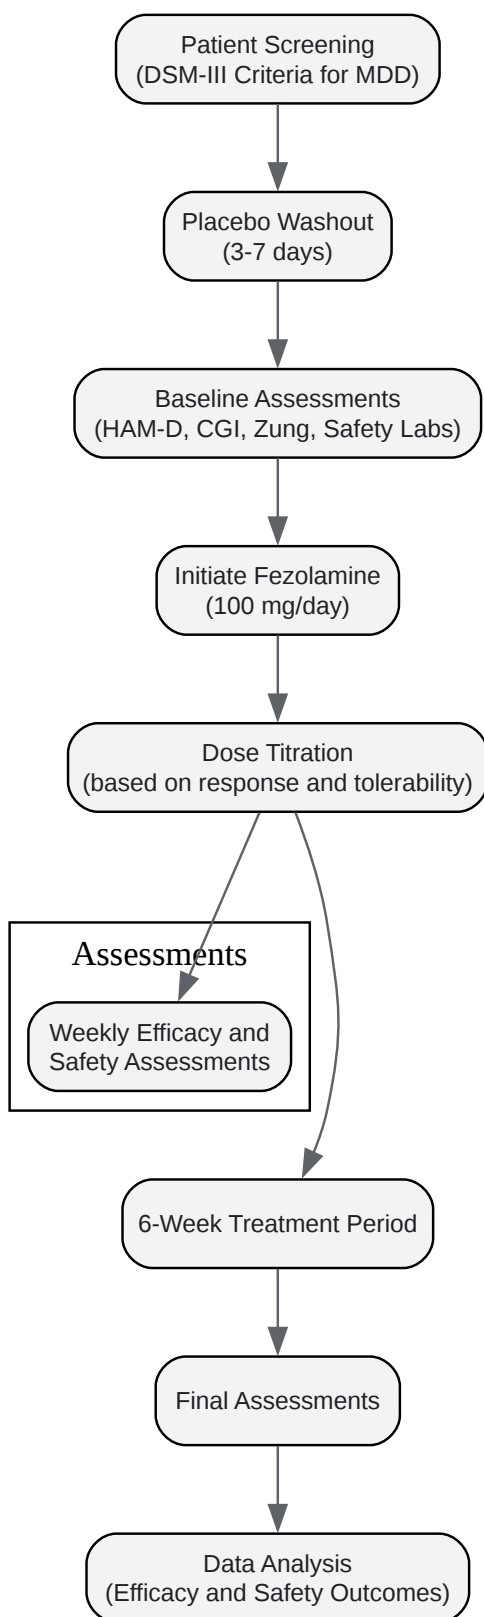 Patient Screening
(DSM-III Criteria for MDD)
Placebo Washout
(3-7 days)
Baseline Assessments
(HAM-D, CGI, Zung, Safety Labs)
Initiate Fezolamine
(100 mg/day)
Dose Titration
(based on response and tolerability)
Assessments
Weekly Efficacy and
Safety Assessments
6-Week Treatment Period
Final Assessments
Data Analysis
(Efficacy and Safety Outcomes)